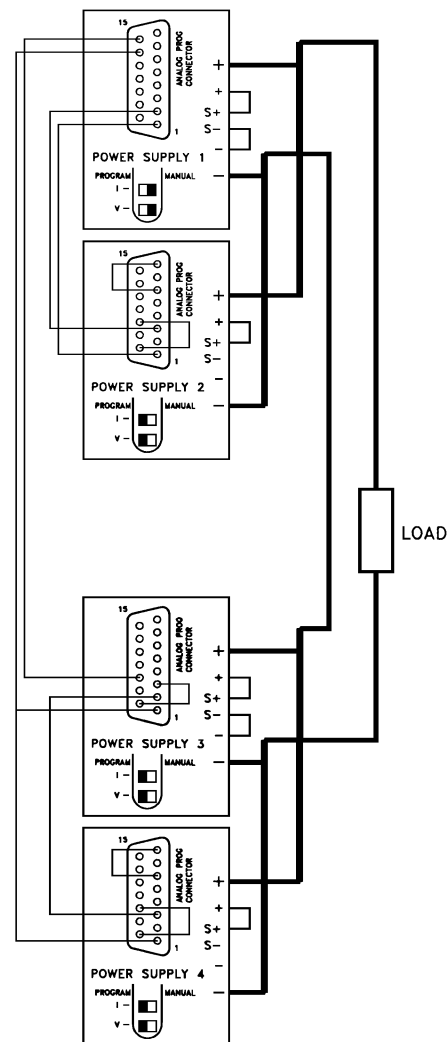 15
ANALOG PROG
CONNECTOR
+
+
S+
S-
-
1
POWER SUPPLY 1
PROGRAM MANUAL -
I -
V -
15
ANALOG PROG
CONNECTOR
+
+
S+
S-
1
-
POWER SUPPLY 2
PROGRAM MANUAL -
I -
V -
LOAD
15
ANALOG PROG
CONNECTOR
+
+
S+
S-
1
-
POWER SUPPLY 3
PROGRAM MANUAL -
I -
V -
15
ANALOG PROG
CONNECTOR
+
+
S+
S-
1
-
POWER SUPPLY 4
PROGRAM MANUAL -
I -
V -